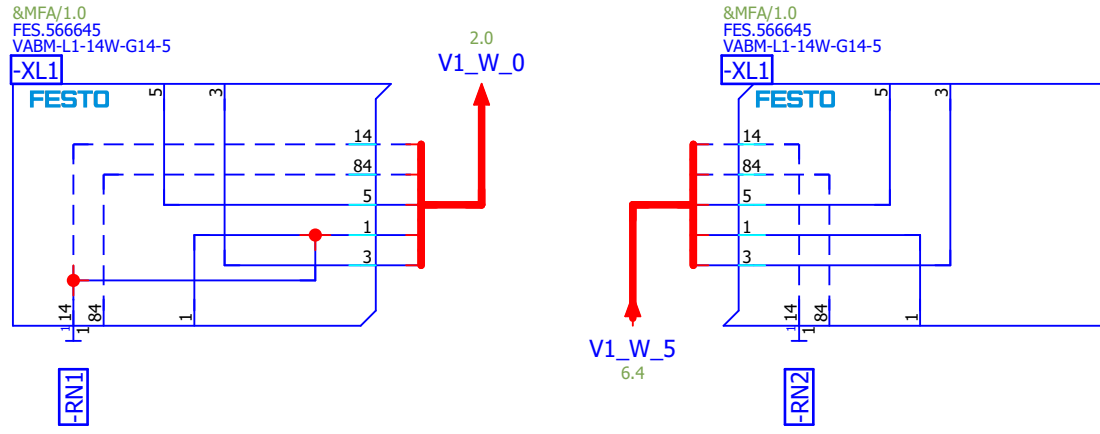 &MFA/1.0
FES.566645
VABM-L1-14W-G14-5
-XL1
FESTO
5
3
14
84
5
1
3
14
84
1
1
1
-RN1
2.0
V1_W_0
&MFA/1.0
FES.566645
VABM-L1-14W-G14-5
-XL1
FESTO
5
3
14
84
5
1
3
14
84
1
1
1
-RN2
V1_W_5
6.4